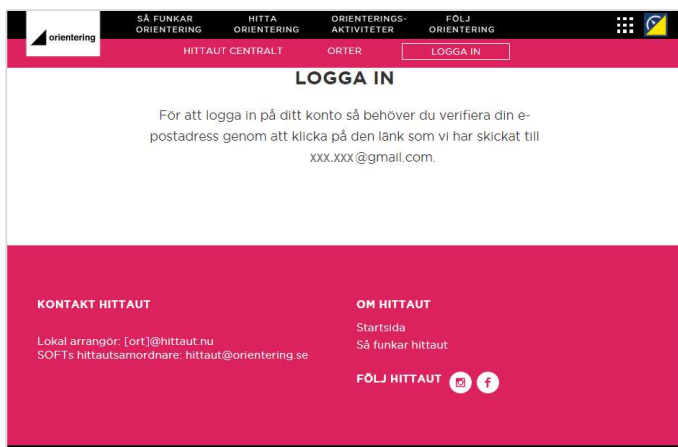 SÅ FUNKAR
ORIENTERING
HITTA
ORIENTERING
ORIENTERINGS-
AKTIVITETER
FÖLJ
ORIENTERING
orientering
HITTAUT CENTRALT
ORTER
LOGGA IN
LOGGA IN
För att logga in på ditt konto så behöver du verifiera din e-
postadress genom att klicka på den länk som vi har skickat till
xxx.xxx@gmail.com.
KONTAKT HITTAUT
Lokal arrangör: [ort]@hittaut.nu
SOFTs hittautsamordnare: hittaut@orientering.se
OM HITTAUT
Startsida
Så funkar hittaut
FÖLJ HITTAUT